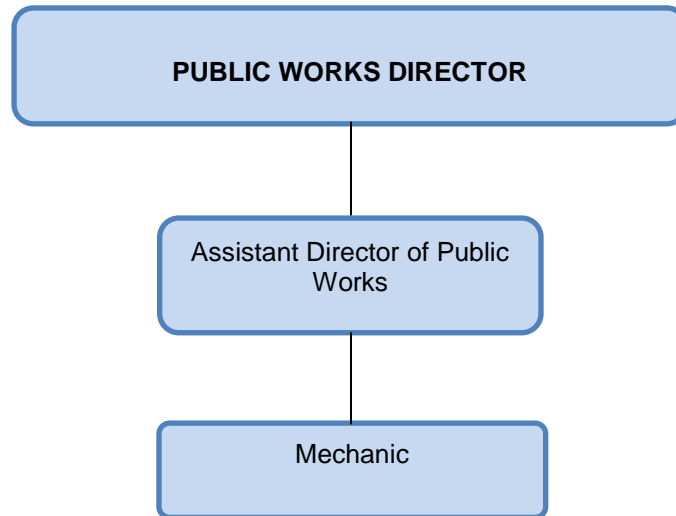 PUBLIC WORKS DIRECTOR
Assistant Director of Public
Works
Mechanic